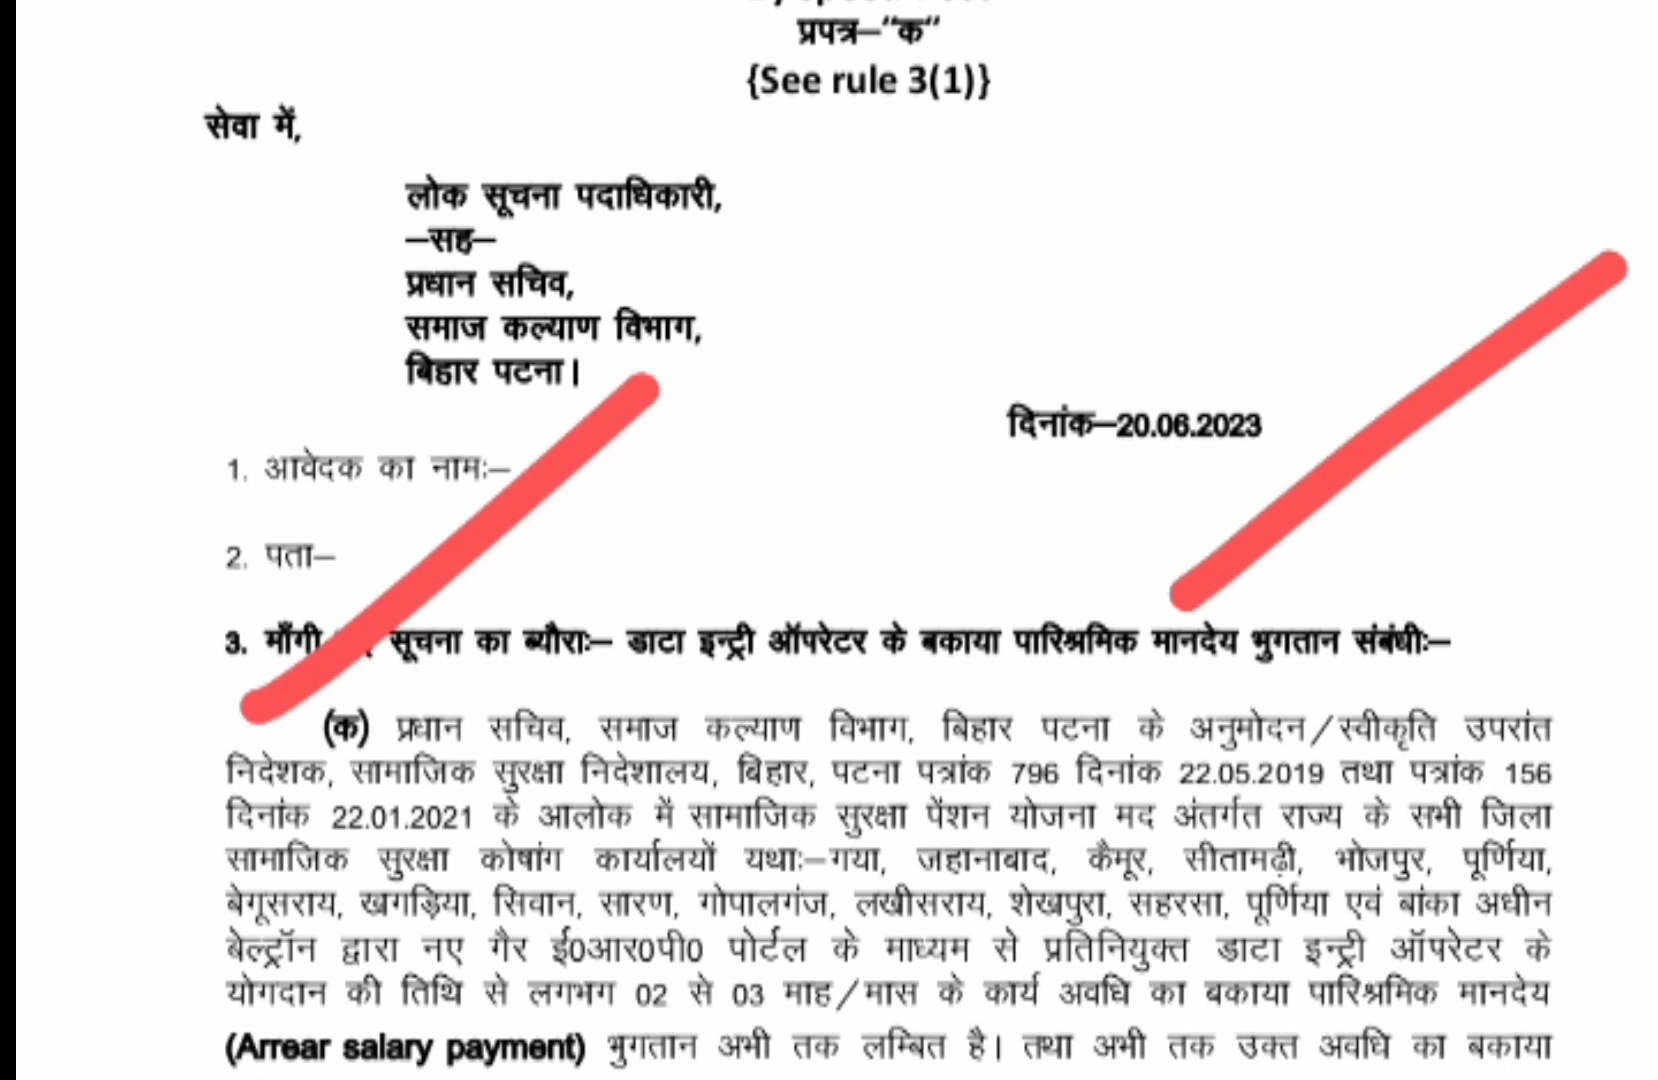 प्रपत्र–“क“
{See rule 3(1)}
सेवा में,
लोक सूचना पदाधिकारी,
–सह–
प्रधान सचिव,
समाज कल्याण विभाग,
बिहार पटना।
दिनांक–20.06.2023
1. आवेदक का नामः–
2. पता–
3. माँगी सूचना का ब्यौराः– डाटा इन्ट्री ऑपरेटर के बकाया पारिश्रमिक मानदेय भुगतान संबंधीः–
(क) प्रधान सचिव, समाज कल्याण विभाग, बिहार पटना के अनुमोदन/स्वीकृति उपरांत
निदेशक, सामाजिक सुरक्षा निदेशालय, बिहार, पटना पत्रांक 796 दिनांक 22.05.2019 तथा पत्रांक 156
दिनांक 22.01.2021 के आलोक में सामाजिक सुरक्षा पेंशन योजना मद अंतर्गत राज्य के सभी जिला
सामाजिक सुरक्षा कोषांग कार्यालयों यथाः–गया, जहानाबाद, कैमूर, सीतामढ़ी, भोजपुर, पूर्णिया,
बेगूसराय, खगड़िया, सिवान, सारण, गोपालगंज, लखीसराय, शेखपुरा, सहरसा, पूर्णिया एवं बांका अधीन
बेल्ट्रॉन द्वारा नए गैर ई0आर0पी0 पोर्टल के माध्यम से प्रतिनियुक्त डाटा इन्ट्री ऑपरेटर के
योगदान की तिथि से लगभग 02 से 03 माह/मास के कार्य अवधि का बकाया पारिश्रमिक मानदेय
(Arrear salary payment) भुगतान अभी तक लम्बित है। तथा अभी तक उक्त अवधि का बकाया